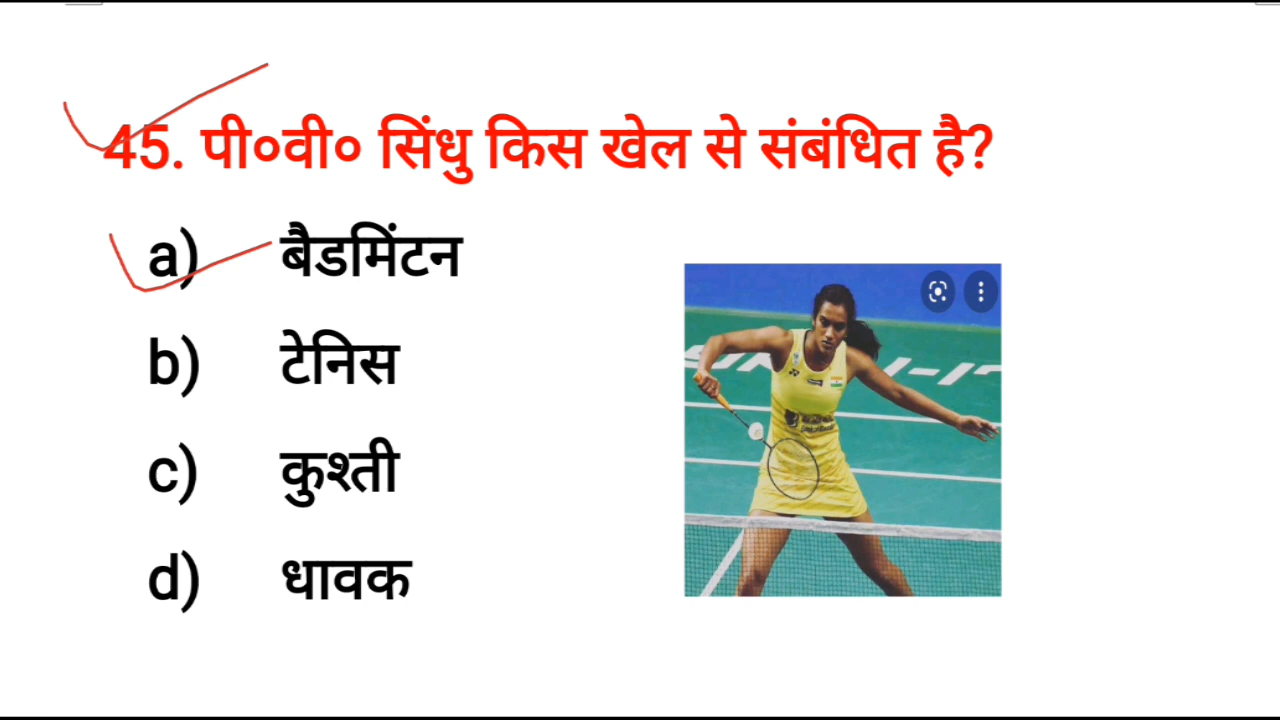 45. पी०वी० सिंधु किस खेल से संबंधित है?
a) बैडमिंटन
b) टेनिस
c) कुश्ती
d) धावक